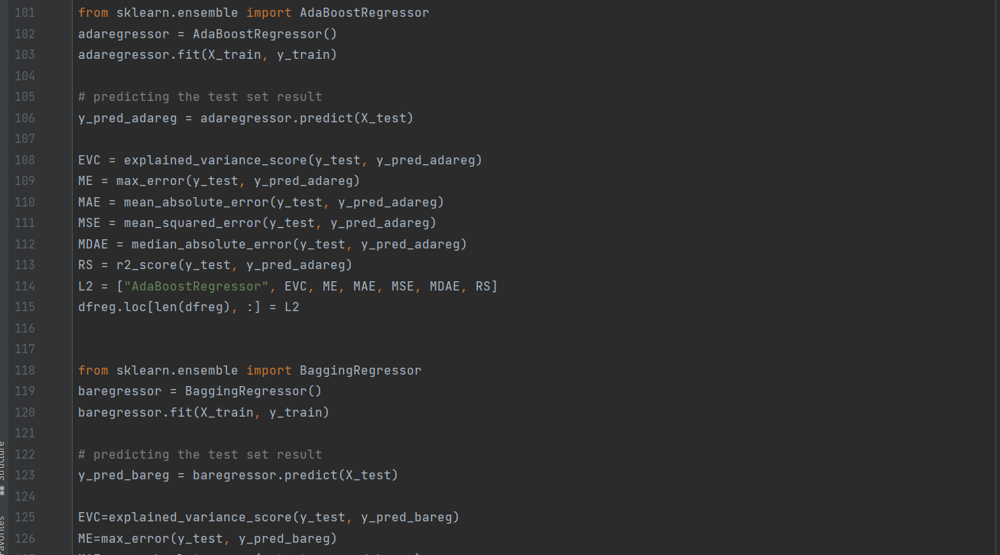 101 from sklearn.ensemble import AdaBoostRegressor
102 adaregressor = AdaBoostRegressor()
103 adaregressor.fit(X_train, y_train)
104
105 # predicting the test set result
106 y_pred_adareg = adaregressor.predict(X_test)
107
108 EVC = explained_variance_score(y_test, y_pred_adareg)
109 ME = max_error(y_test, y_pred_adareg)
110 MAE = mean_absolute_error(y_test, y_pred_adareg)
111 MSE = mean_squared_error(y_test, y_pred_adareg)
112 MDAE = median_absolute_error(y_test, y_pred_adareg)
113 RS = r2_score(y_test, y_pred_adareg)
114 L2 = ["AdaBoostRegressor", EVC, ME, MAE, MSE, MDAE, RS]
115 dfreg.loc[len(dfreg), :] = L2
116
117
118 from sklearn.ensemble import BaggingRegressor
119 baregressor = BaggingRegressor()
120 baregressor.fit(X_train, y_train)
121
122 # predicting the test set result
123 y_pred_bareg = baregressor.predict(X_test)
124
125 EVC=explained_variance_score(y_test, y_pred_bareg)
126 ME=max_error(y_test, y_pred_bareg)
Structure